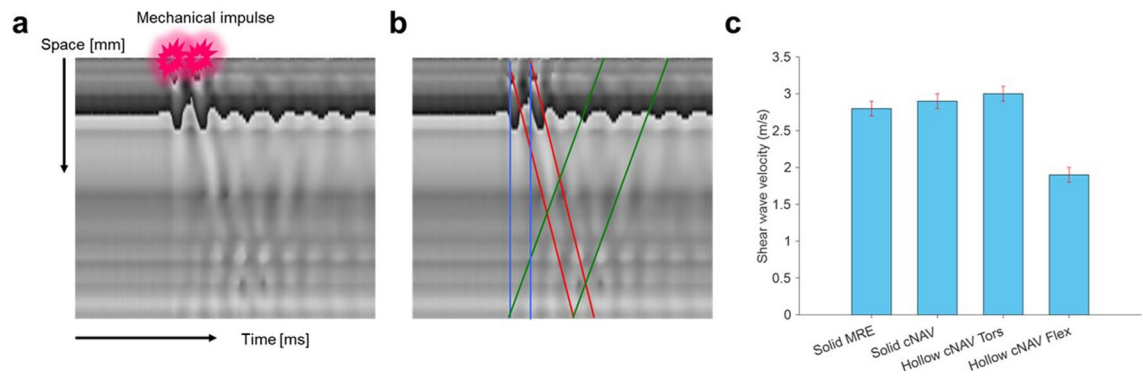 a
Mechanical impulse
Space [mm]
Time [ms]
b
c
Shear wave velocity (m/s)
3.5
3
2.5
2
1.5
1
0.5
0
Solid MRE
Solid cNAV
Hollow cNAV Tors
Hollow cNAV Flex